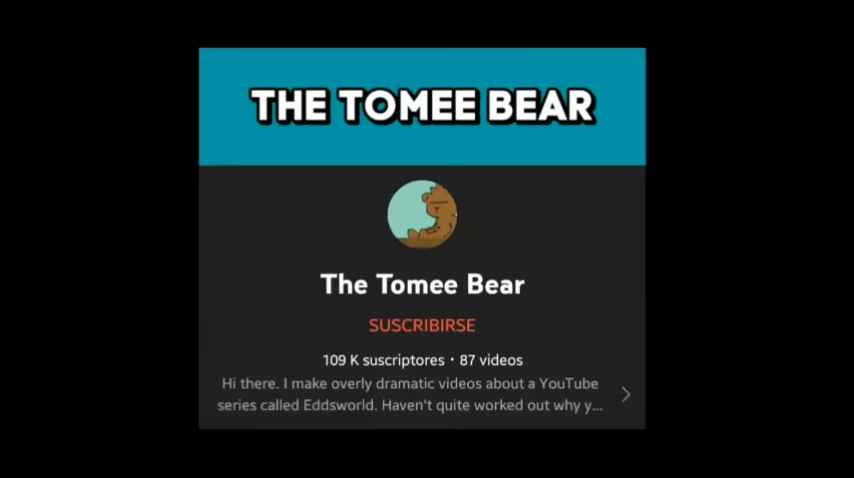 THE TOMEE BEAR
The Tomee Bear
SUSCRIBIRSE
109 K suscriptores • 87 videos
Hi there. I make overly dramatic videos about a YouTube
series called Eddsworld. Haven't quite worked out why y...